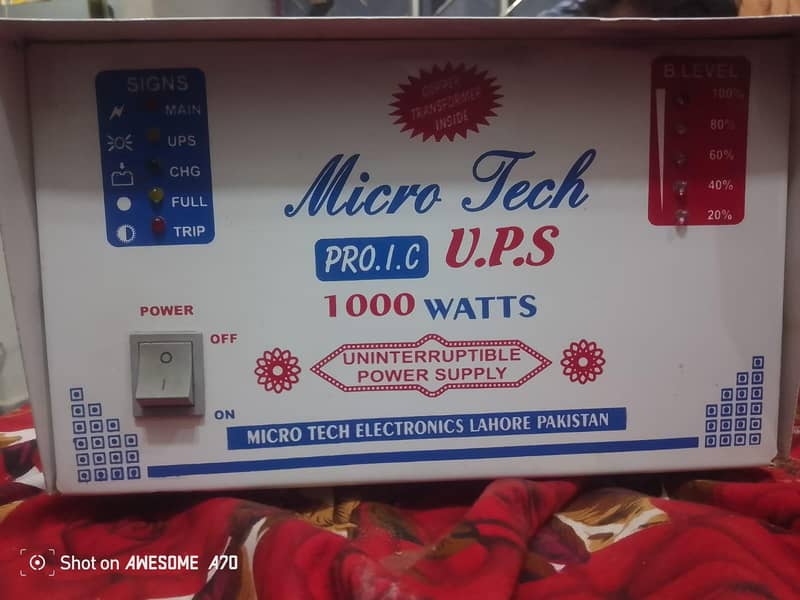 SIGNS
MAIN
UPS
CHG
FULL
TRIP
COPPER
TRANSFORMER
INSIDE
B.LEVEL
100%
80%
60%
40%
20%
Micro Tech
PRO.I.C U.P.S
1000 WATTS
UNINTERRUPTIBLE
POWER SUPPLY
POWER
OFF
ON
MICRO TECH ELECTRONICS LAHORE PAKISTAN
Shot on AWESOME A70